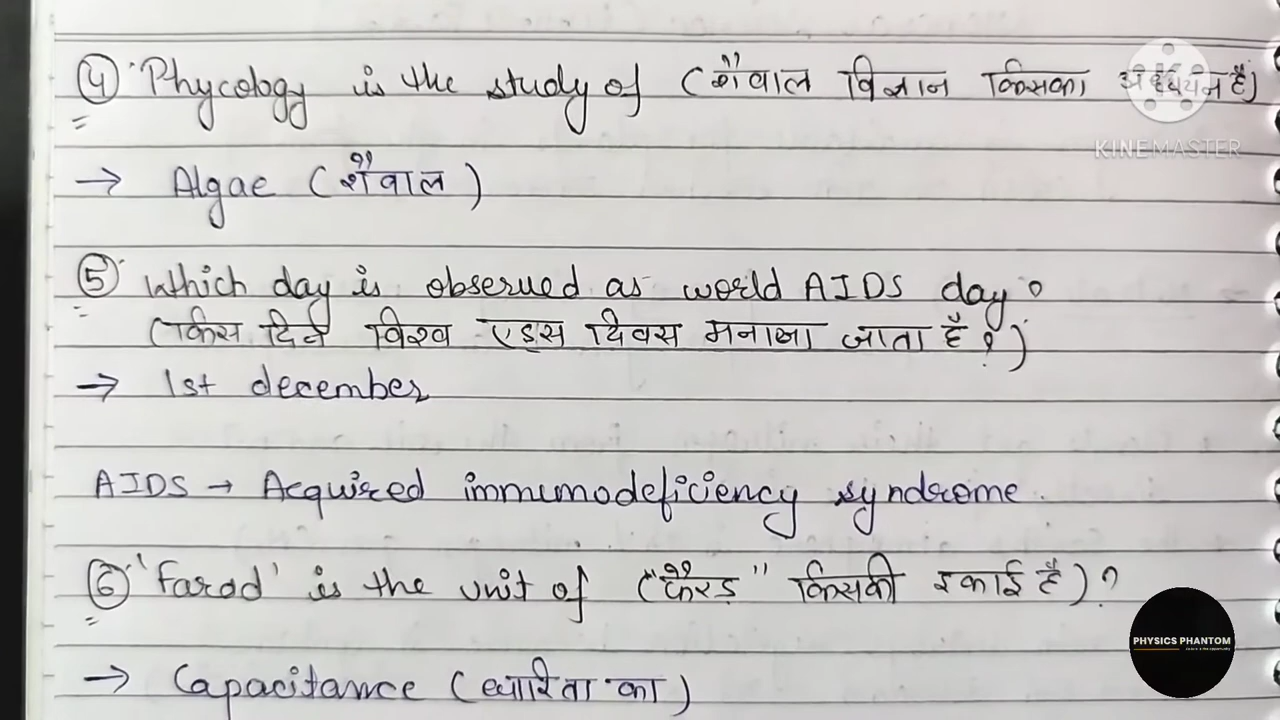 ④ Phycology is the study of (शैवाल विज्ञान किसका अध्ययन है)
KINEMASTER
→ Algae (शैवाल)
⑤ Which day is observed as world AIDS day?
(किस दिन विश्व एड्स दिवस मनाया जाता है?)
→ 1st december
AIDS → Acquired immunodeficiency syndrome.
⑥ 'Farad' is the unit of ("फैरड" किसकी इकाई है)?
PHYSICS PHANTOM
→ Capacitance (धारिता का)